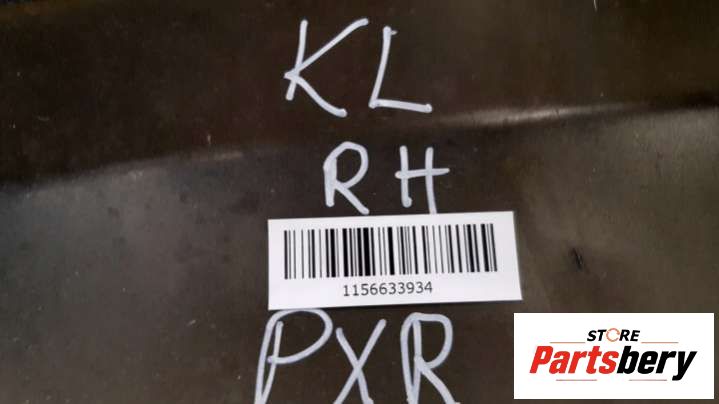 KL
RH
1156633934
PXR
STORE
Partsbery